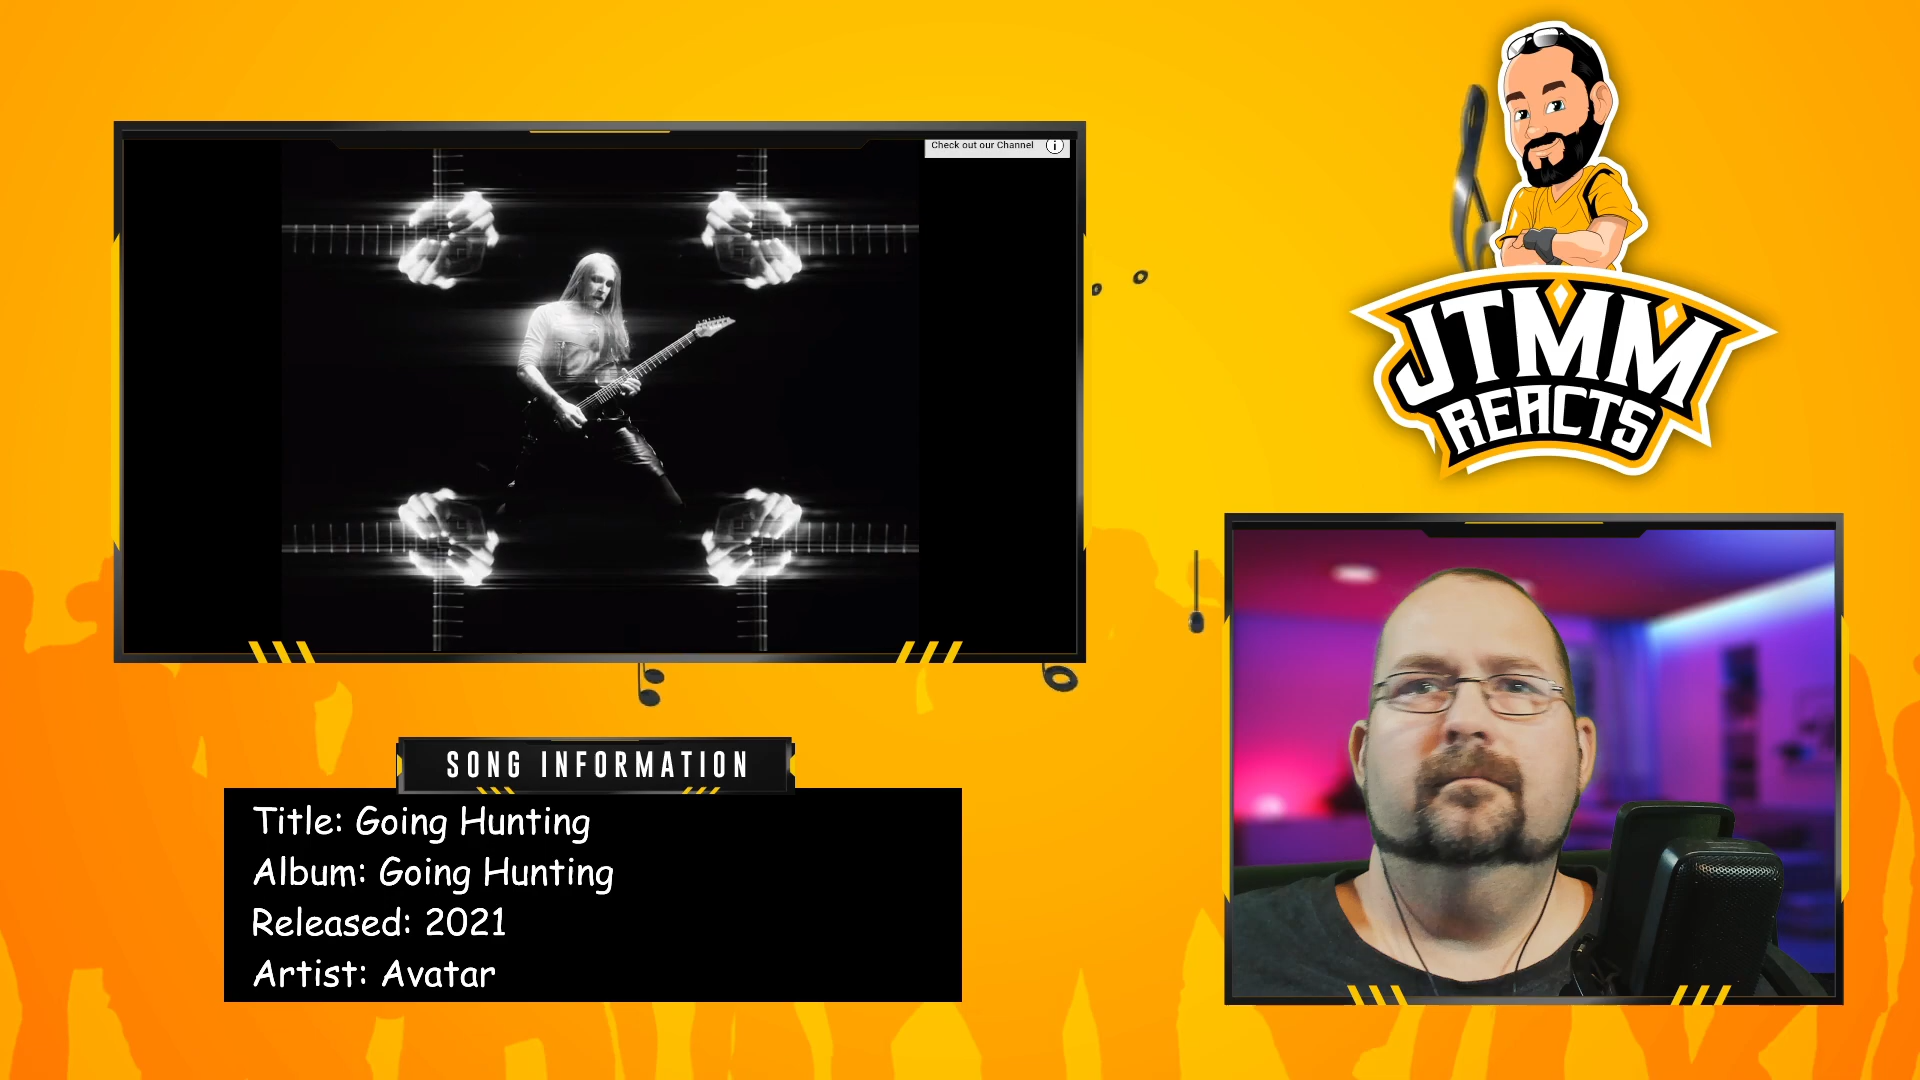 Check out our Channel
JTMM
REACTS
SONG INFORMATION
Title: Going Hunting
Album: Going Hunting
Released: 2021
Artist: Avatar